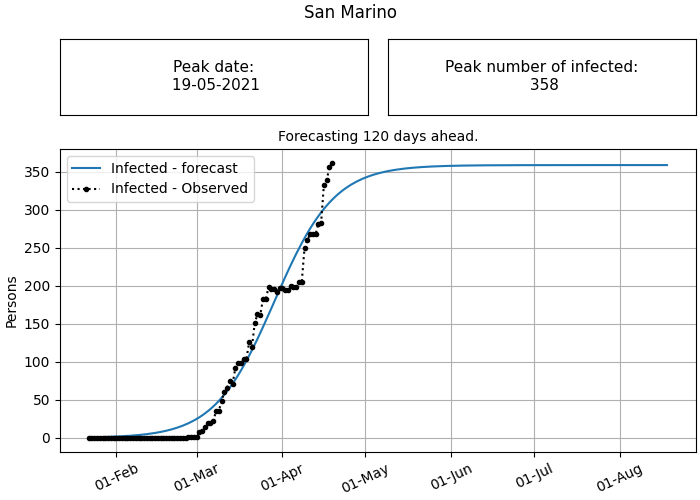 San Marino
Peak date:
19-05-2021
Peak number of infected:
358
Forecasting 120 days ahead.
Infected - forecast
Infected - Observed
Persons
350
300
250
200
150
100
50
0
01-Feb
01-Mar
01-Apr
01-May
01-Jun
01-Jul
01-Aug